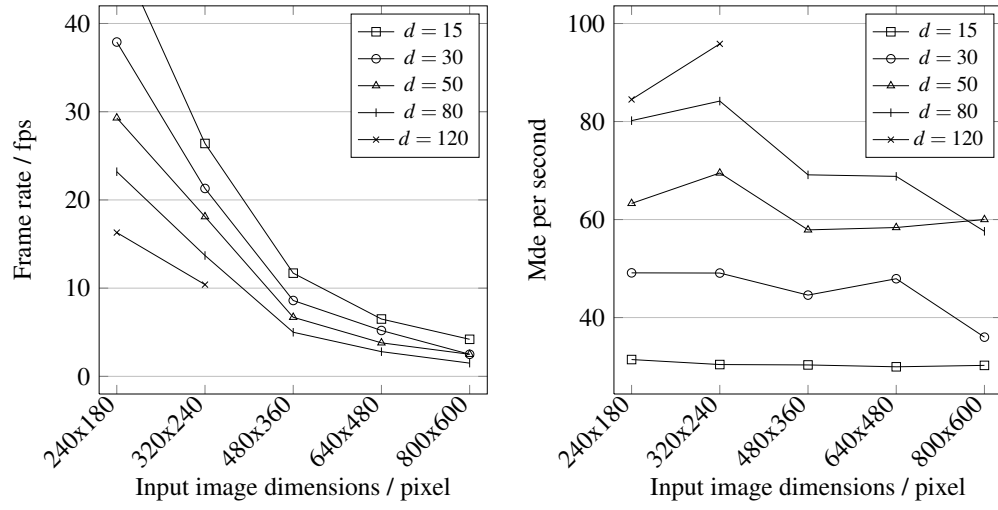 40
30
20
10
0
Frame rate / fps
240x180
320x240
480x360
640x480
800x600
Input image dimensions / pixel
d = 15
d = 30
d = 50
d = 80
d = 120
100
80
60
40
Mde per second
240x180
320x240
480x360
640x480
800x600
Input image dimensions / pixel
d = 15
d = 30
d = 50
d = 80
d = 120